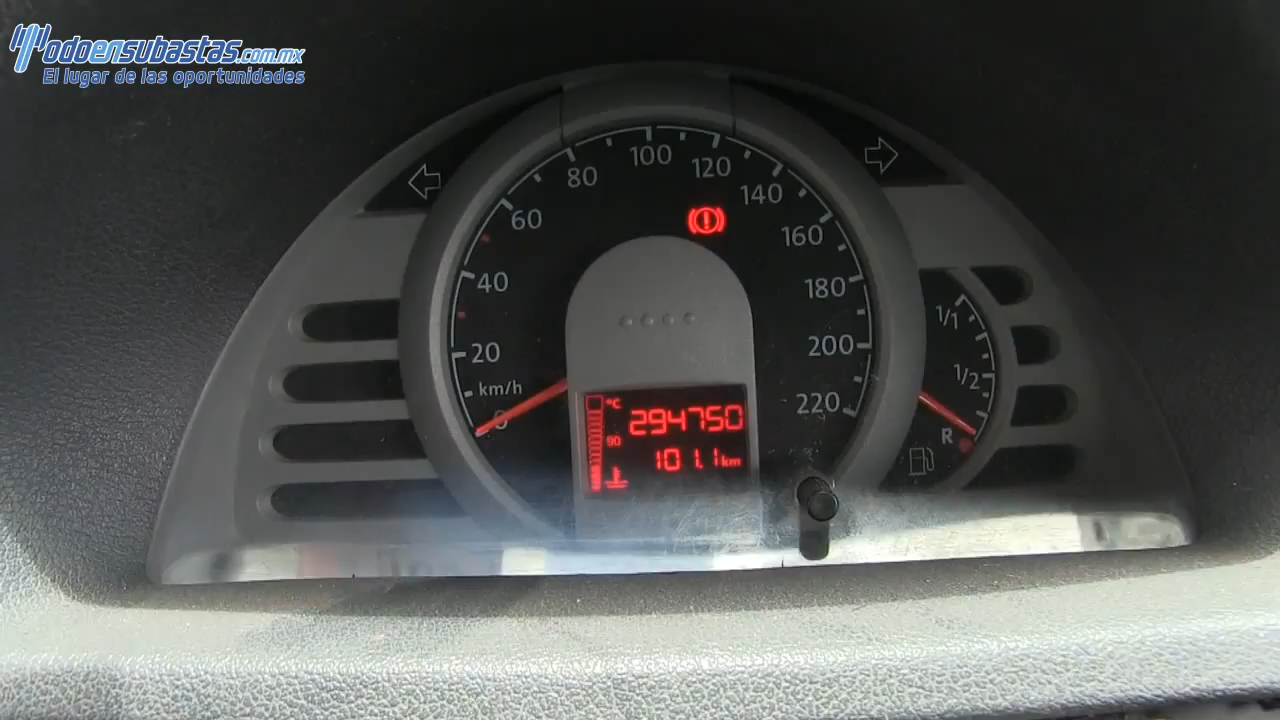 Todoensubastas.com.mx
El lugar de las oportunidades
100
80
120
60
140
160
40
180
1/1
20
200
1/2
km/h
220
0
R
°C
294750
90
101.1 km